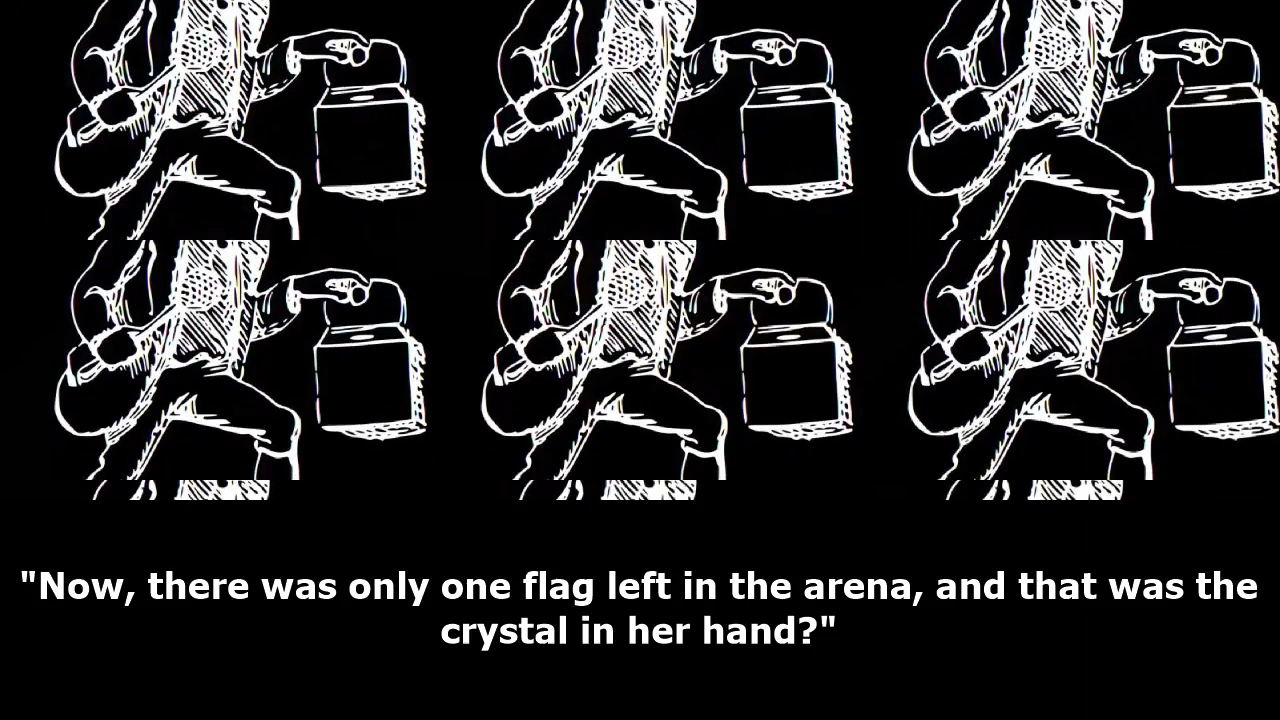 "Now, there was only one flag left in the arena, and that was the
crystal in her hand?"